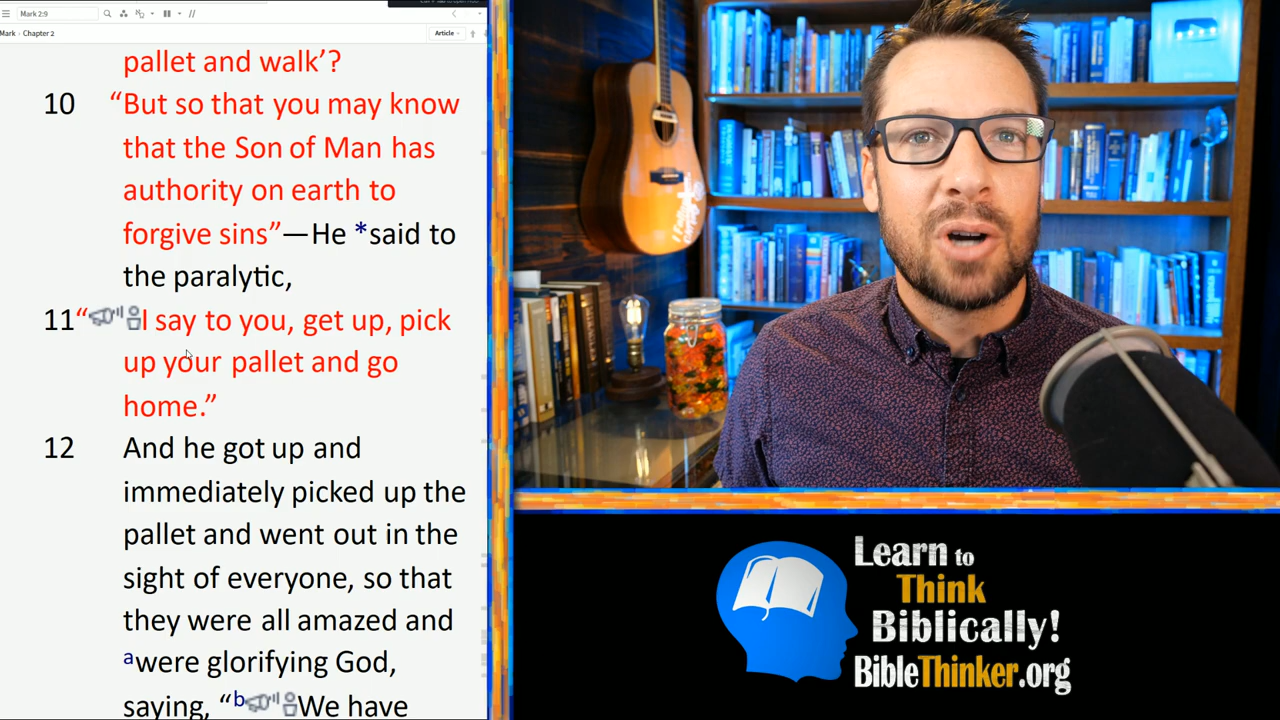 Mark 2:9
Mark › Chapter 2
Article
pallet and walk’?
10 “But so that you may know
that the Son of Man has
authority on earth to
forgive sins”—He *said to
the paralytic,
11 “I say to you, get up, pick
up your pallet and go
home.”
12 And he got up and
immediately picked up the
pallet and went out in the
sight of everyone, so that
they were all amazed and
ªwere glorifying God,
saying, “ᵇWe have
Learn to
Think
Biblically!
BibleThinker.org